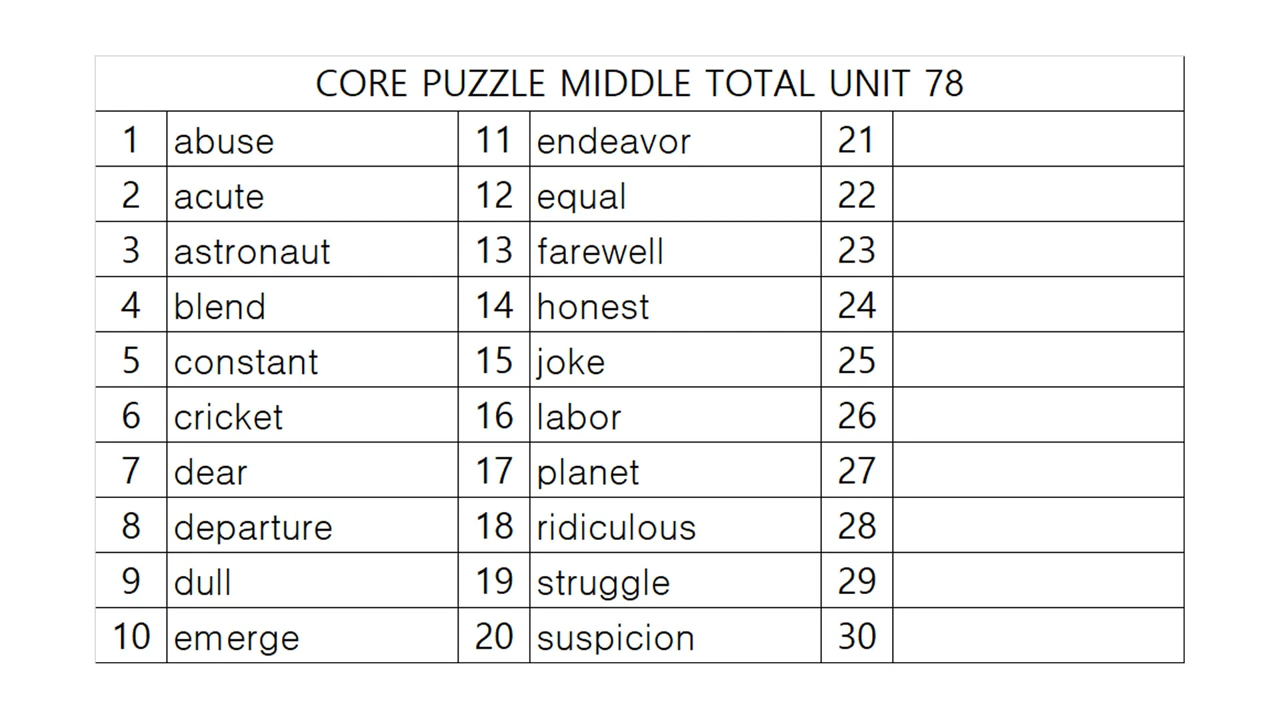 CORE PUZZLE MIDDLE TOTAL UNIT 78
1 abuse 11 endeavor 21
2 acute 12 equal 22
3 astronaut 13 farewell 23
4 blend 14 honest 24
5 constant 15 joke 25
6 cricket 16 labor 26
7 dear 17 planet 27
8 departure 18 ridiculous 28
9 dull 19 struggle 29
10 emerge 20 suspicion 30